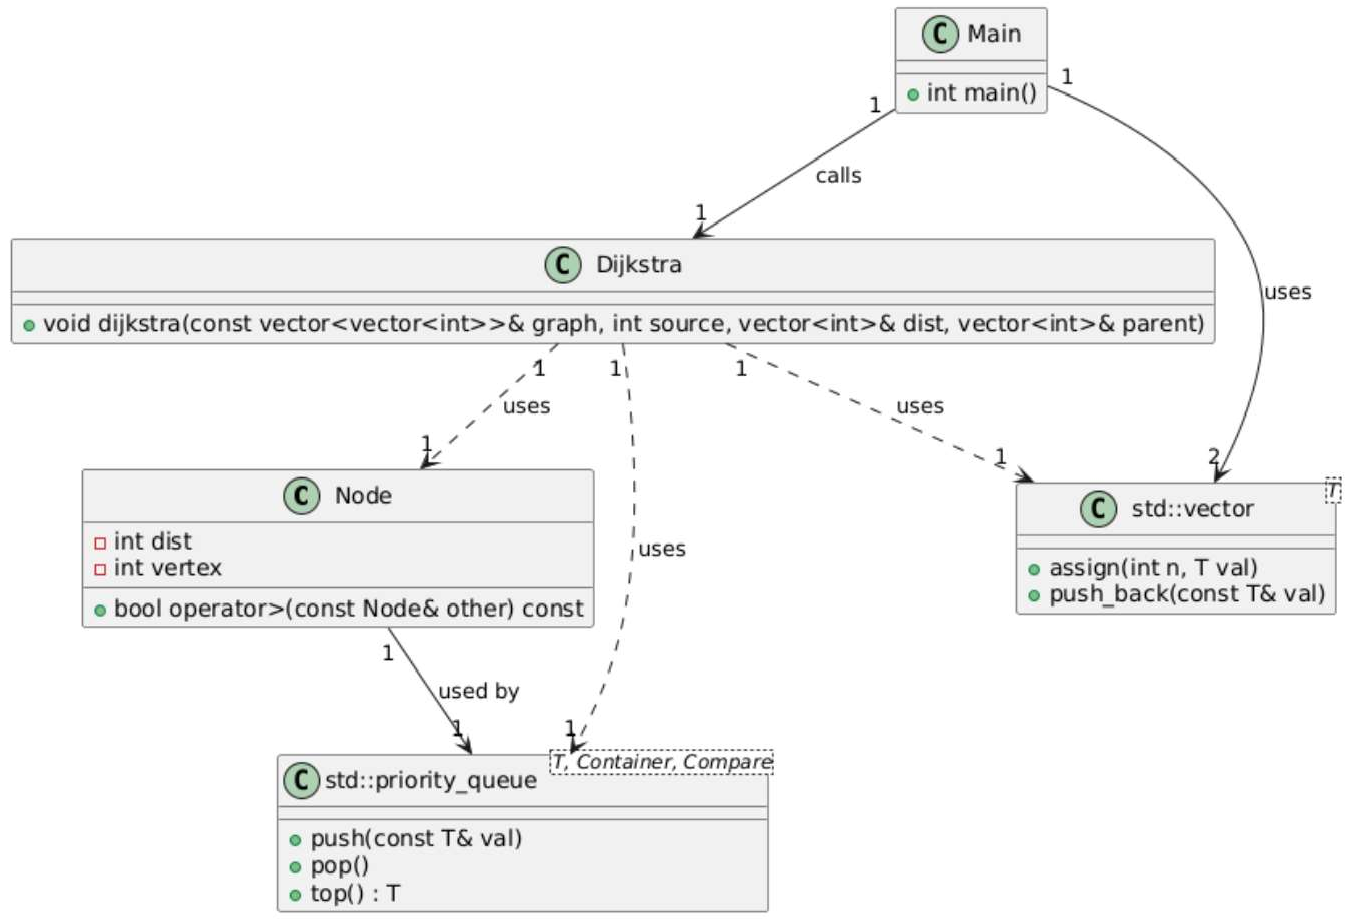 C Main
+ int main()
1
1
calls
1
uses
C Dijkstra
void dijkstra(const vector<vector<int>>& graph, int source, vector<int>& dist, vector<int>& parent)
1
1
1
uses
uses
uses
1
1
2
C Node
int dist
int vertex
bool operator>(const Node& other) const
C std::vector
T
assign(int n, T val)
push_back(const T& val)
1
used by
1
1
C std::priority_queue
T, Container, Compare
push(const T& val)
pop()
top() : T